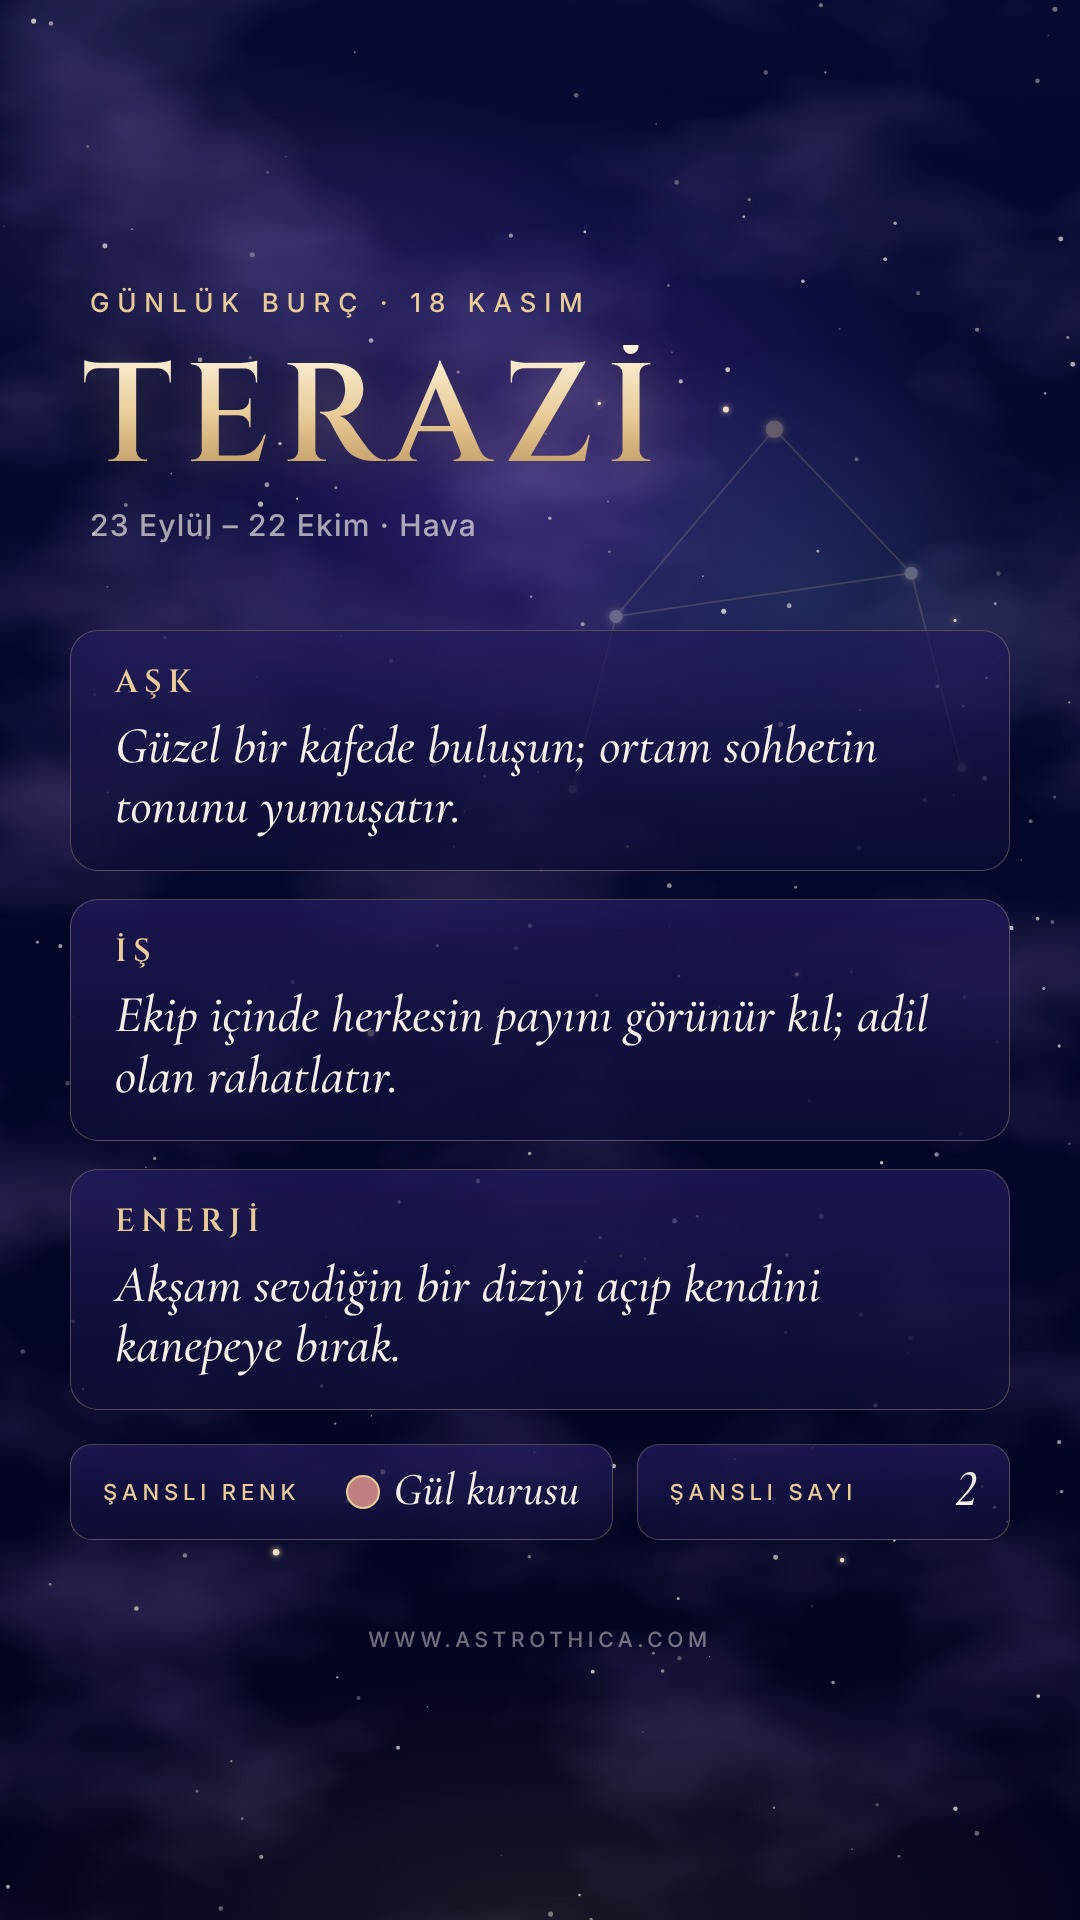 GÜNLÜK BURÇ · 18 KASIM
TERAZİ
23 Eylül – 22 Ekim · Hava
AŞK
Güzel bir kafede buluşun; ortam sohbetin
tonunu yumuşatır.
İŞ
Ekip içinde herkesin payını görünür kıl; adil
olan rahatlatır.
ENERJİ
Akşam sevdiğin bir diziyi açıp kendini
kanepeye bırak.
ŞANSLI RENK Gül kurusu
ŞANSLI SAYI 2
WWW.ASTROTHICA.COM